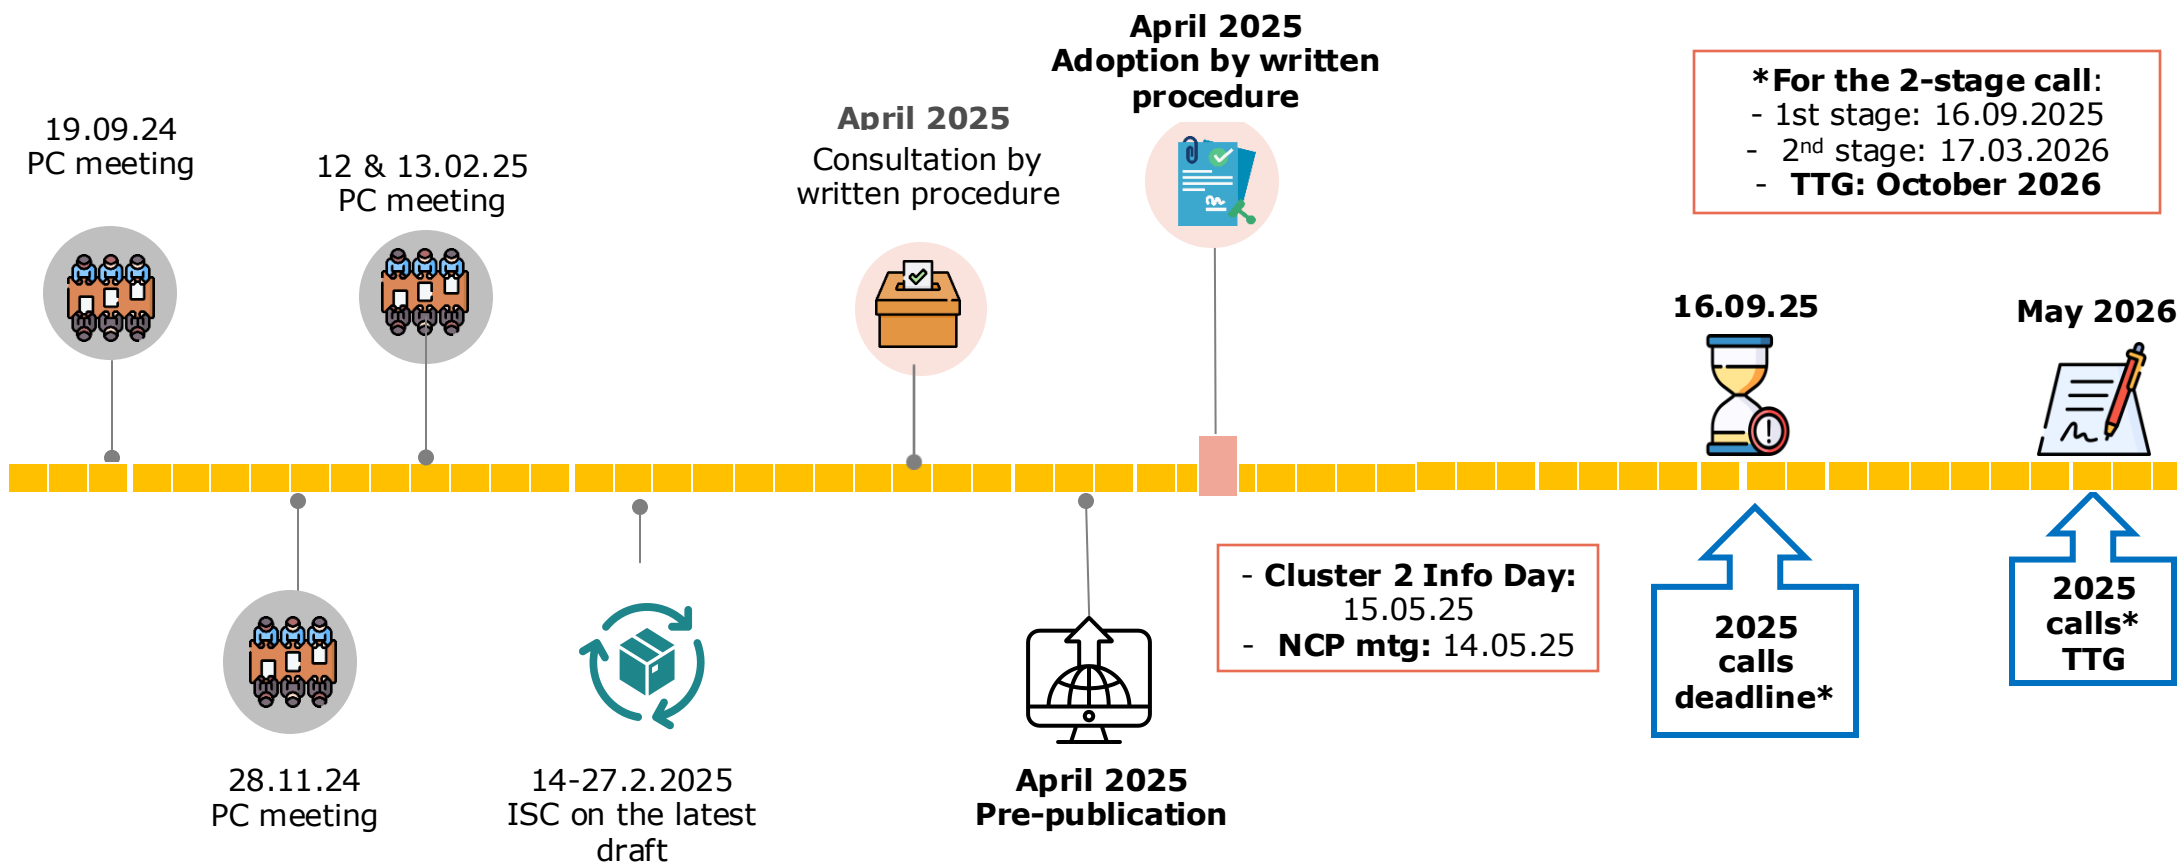 19.09.24
PC meeting
12 & 13.02.25
PC meeting
April 2025
Consultation by
written procedure
April 2025
Adoption by written
procedure
*For the 2-stage call:
- 1st stage: 16.09.2025
- 2nd stage: 17.03.2026
- TTG: October 2026
16.09.25
May 2026
28.11.24
PC meeting
14-27.2.2025
ISC on the latest
draft
April 2025
Pre-publication
- Cluster 2 Info Day:
15.05.25
- NCP mtg: 14.05.25
2025
calls
deadline*
2025
calls*
TTG